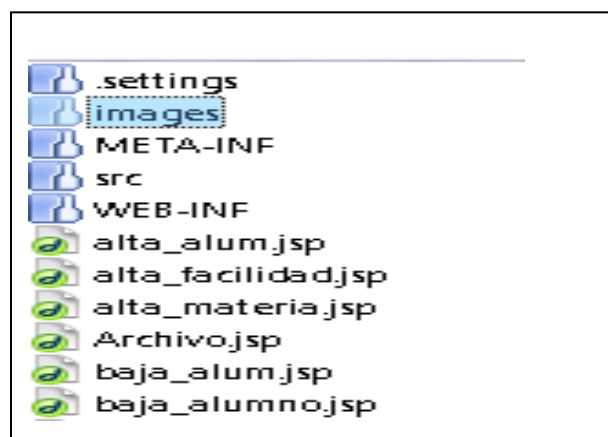 .settings
images
META-INF
src
WEB-INF
alta_alum.jsp
alta_facilidad.jsp
alta_materia.jsp
Archivo.jsp
baja_alum.jsp
baja_alumno.jsp